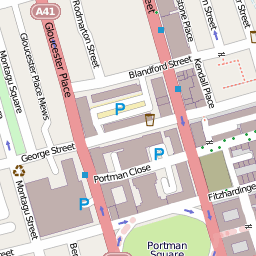 A41
Rodmarton Street
Gloucester Place
Blandford Street
Kendall Place
Gloucester Place Mews
Montagu Square
P
George Street
P
Portman Close
Montagu Street
P
Fitzhardinge
Portman
Square